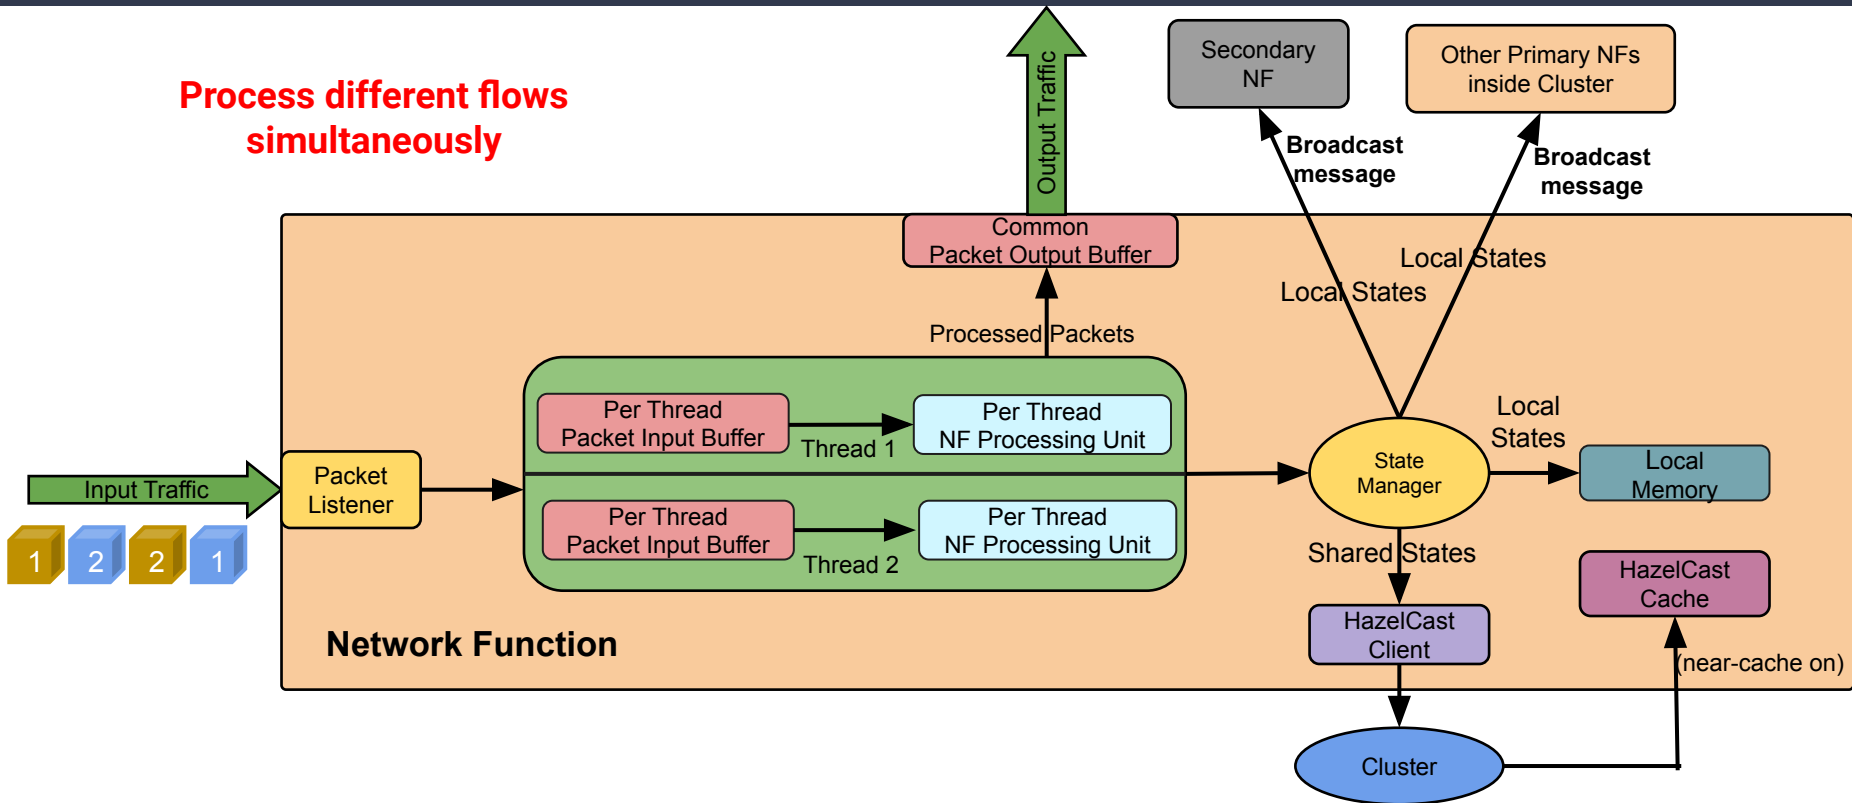 Process different flows
simultaneously
Output Traffic
Secondary
NF
Other Primary NFs
inside Cluster
Broadcast
message
Broadcast
message
Common
Packet Output Buffer
Local States
Local States
Processed Packets
Per Thread
Packet Input Buffer
Thread 1
Per Thread
NF Processing Unit
Local
States
State
Manager
Local
Memory
Packet
Listener
Input Traffic
1
2
2
1
Per Thread
Packet Input Buffer
Thread 2
Per Thread
NF Processing Unit
Shared States
HazelCast
Cache
HazelCast
Client
Network Function
(near-cache on)
Cluster